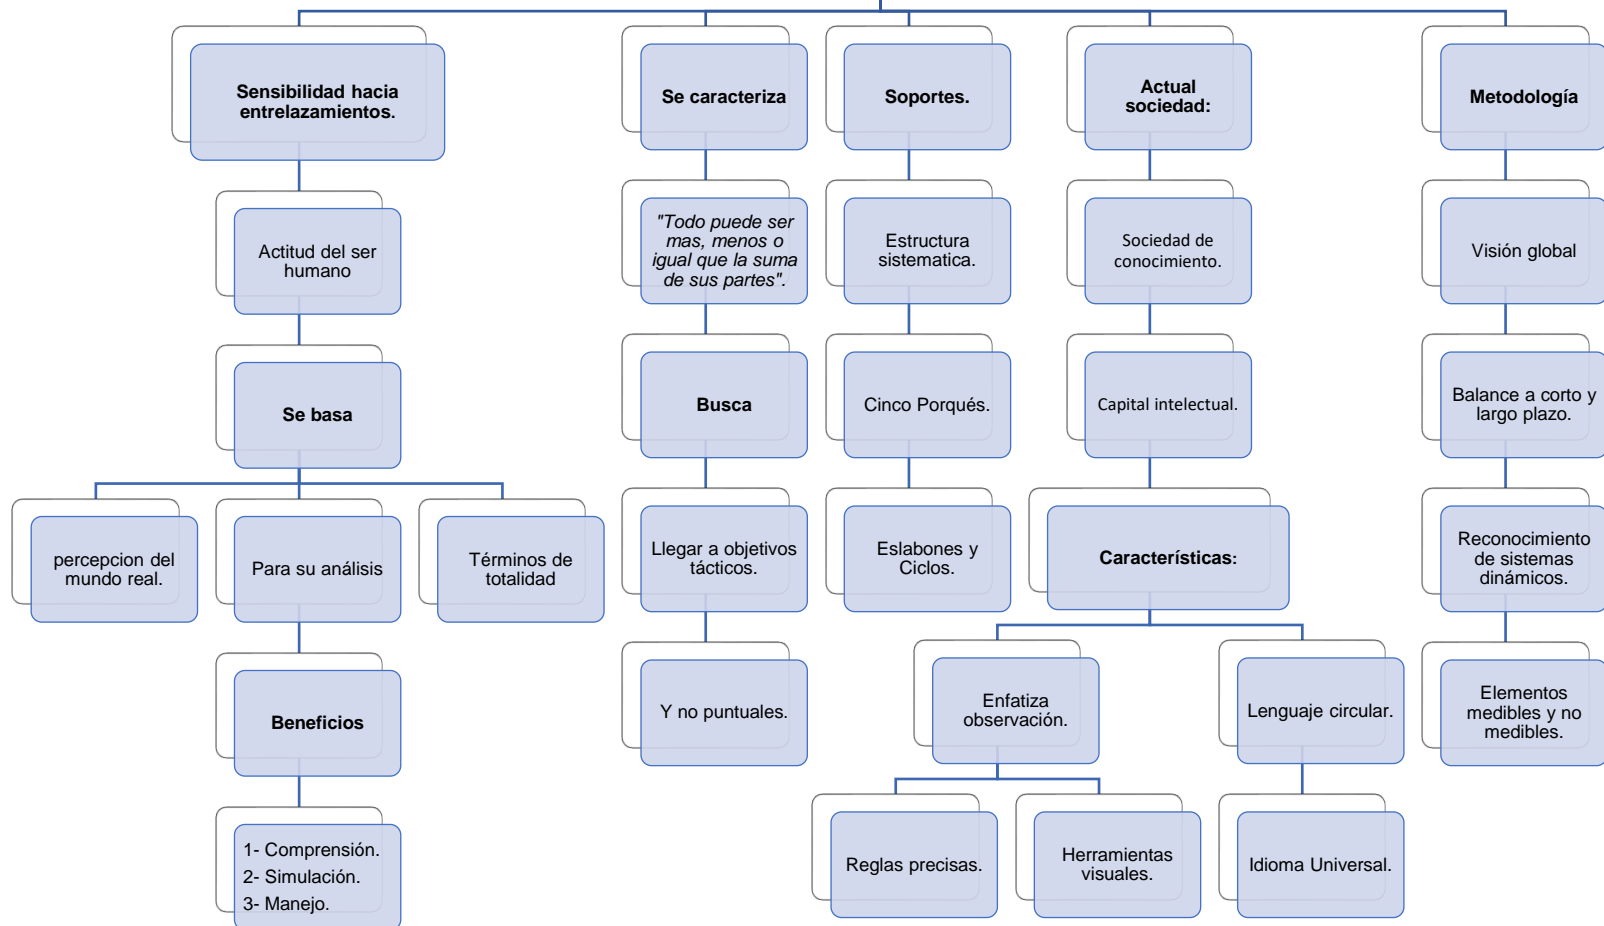 Sensibilidad hacia
entrelazamientos.
Actitud del ser
humano
Se basa
percepcion del
mundo real.
Para su análisis
Términos de
totalidad
Beneficios
1- Comprensión.
2- Simulación.
3- Manejo.
Se caracteriza
"Todo puede ser
mas, menos o
igual que la suma
de sus partes".
Busca
Llegar a objetivos
tácticos.
Y no puntuales.
Soportes.
Estructura
sistematica.
Cinco Porqués.
Eslabones y
Ciclos.
Actual
sociedad:
Sociedad de
conocimiento.
Capital intelectual.
Características:
Enfatiza
observación.
Reglas precisas.
Herramientas
visuales.
Lenguaje circular.
Idioma Universal.
Metodología
Visión global
Balance a corto y
largo plazo.
Reconocimiento
de sistemas
dinámicos.
Elementos
medibles y no
medibles.